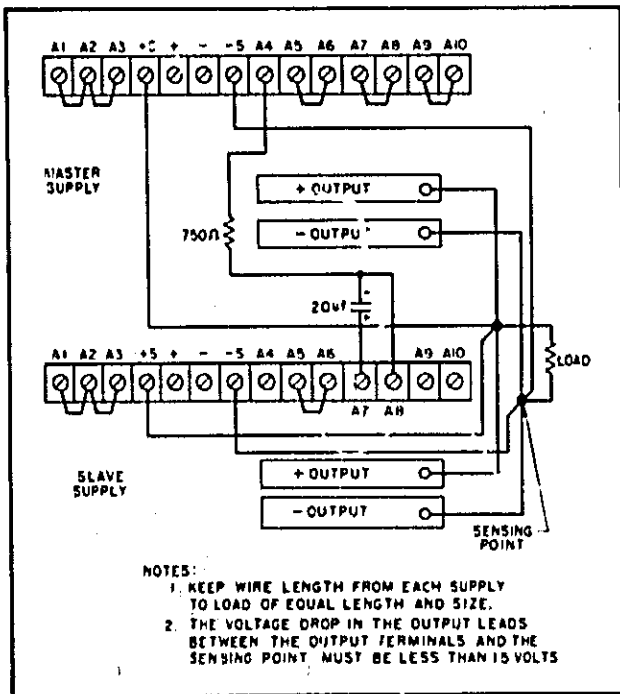 A1 A2 A3 +S + - -S A4 A5 A6 A7 A8 A9 A10
MASTER
SUPPLY
+ OUTPUT
- OUTPUT
750Ω
-
20uf
+
LOAD
A1 A2 A3 +S + - -S A4 A5 A6 A9 A10
A7 A8
SLAVE
SUPPLY
+ OUTPUT
- OUTPUT
SENSING
POINT
NOTES:
1. KEEP WIRE LENGTH FROM EACH SUPPLY
TO LOAD OF EQUAL LENGTH AND SIZE.
2. THE VOLTAGE DROP IN THE OUTPUT LEADS
BETWEEN THE OUTPUT TERMINALS AND THE
SENSING POINT MUST BE LESS THAN 15 VOLTS